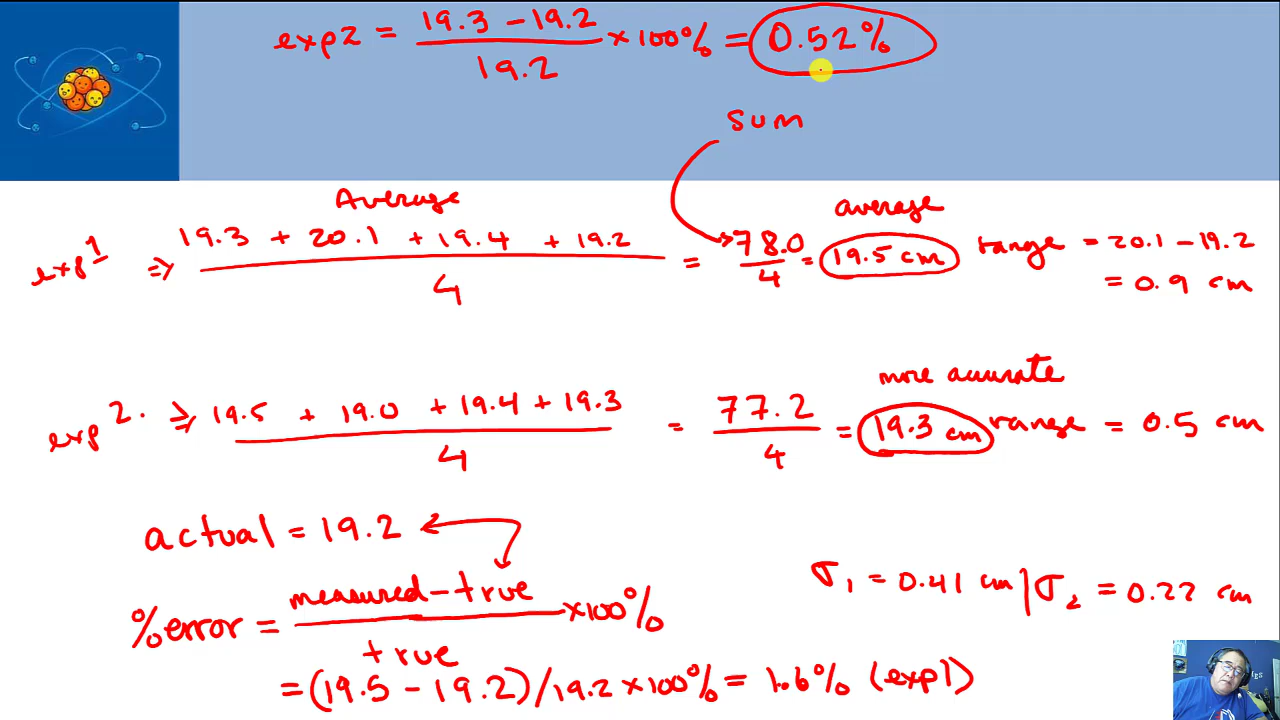 exp2 = 19.3 - 19.2 / 19.2 × 100% = 0.52%
sum
Average
average
exp 1 ⇒ 19.3 + 20.1 + 19.4 + 19.2 / 4 = 78.0 / 4 = 19.5 cm range = 20.1 - 19.2
= 0.9 cm
more accurate
exp 2. ⇒ 19.5 + 19.0 + 19.4 + 19.3 / 4 = 77.2 / 4 = 19.3 cm range = 0.5 cm
actual = 19.2
σ1 = 0.41 cm | σ2 = 0.22 cm
%error = measured - true / true × 100%
= (19.5 - 19.2) / 19.2 × 100% = 1.6% (exp1)